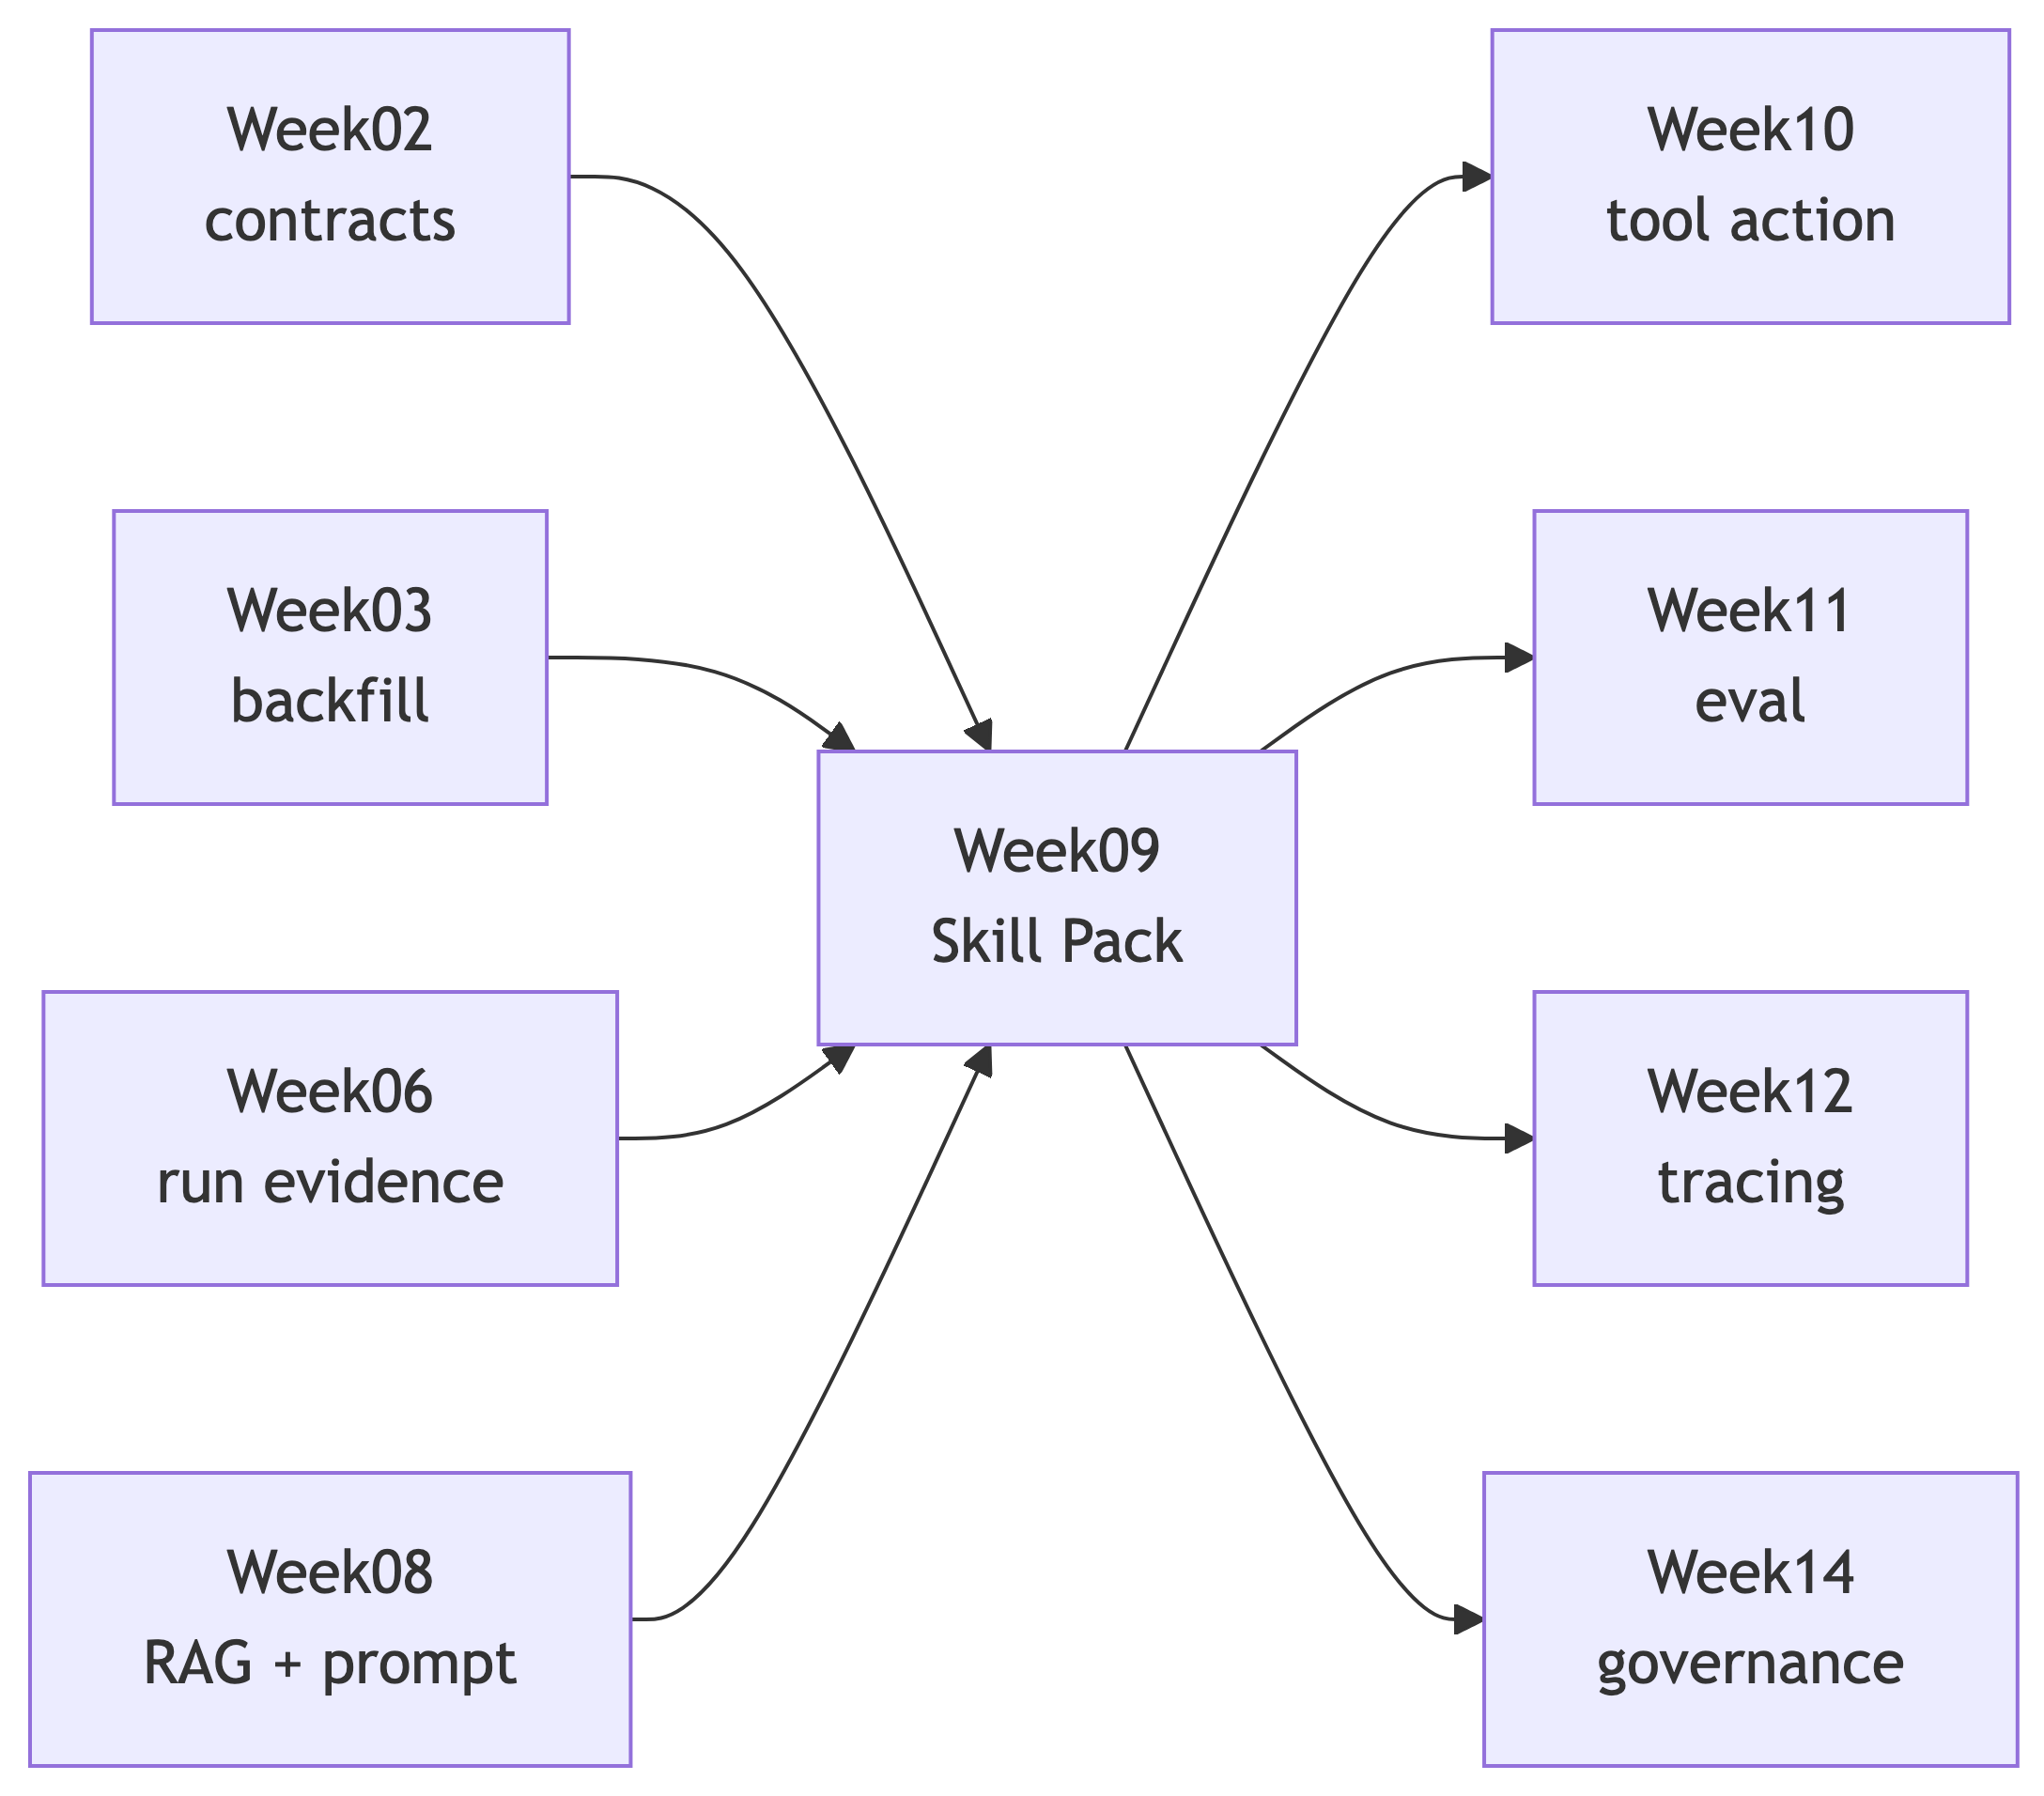 Week02
contracts
Week03
backfill
Week06
run evidence
Week08
RAG + prompt
Week09
Skill Pack
Week10
tool action
Week11
eval
Week12
tracing
Week14
governance